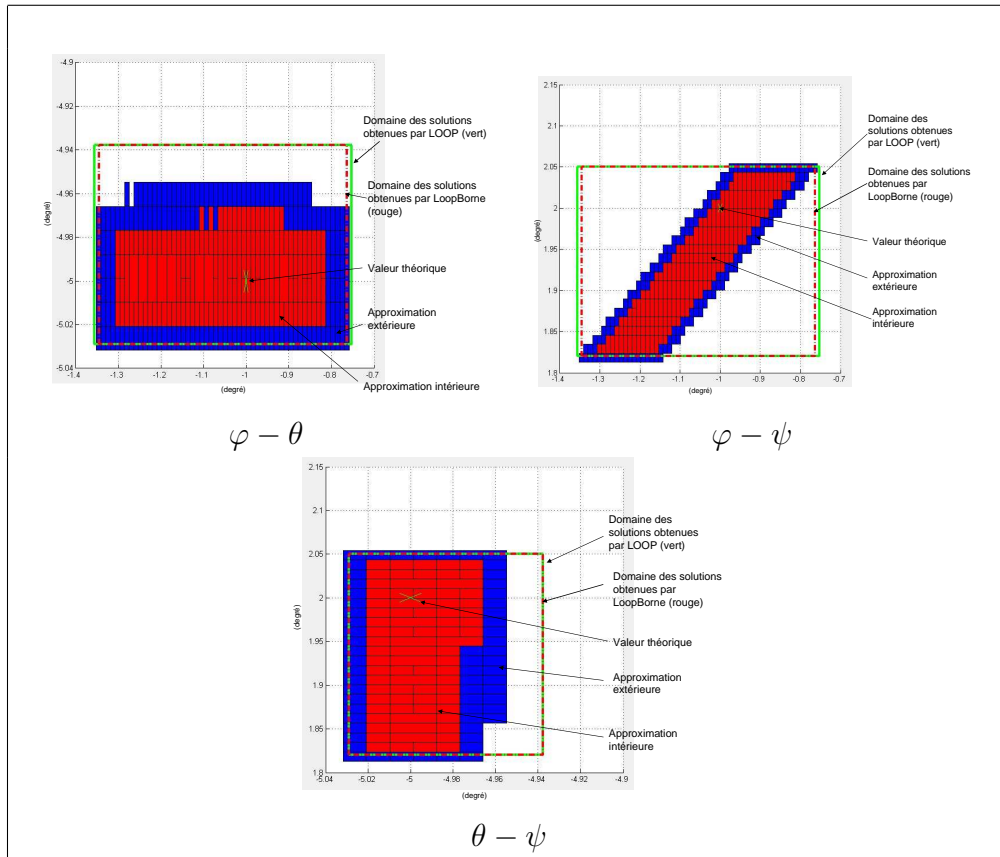 -4.9
-4.92
-4.94
-4.96
-4.98
-5
-5.02
-5.04
(degré)
-1.4
-1.3
-1.2
-1.1
-1
-0.9
-0.8
-0.7
(degré)
Domaine des solutions
obtenues par LOOP (vert)
Domaine des
solutions
obtenues par LoopBorne
(rouge)
Valeur théorique
Approximation
extérieure
Approximation intérieure
φ − θ
2.15
2.1
2.05
2
1.95
1.9
1.85
1.8
(degré)
-1.4
-1.3
-1.2
-1.1
-1
-0.9
-0.8
-0.7
(degré)
Domaine des
solutions obtenues
par LOOP (vert)
Domaine des solutions
obtenues par
LoopBorne (rouge)
Valeur théorique
Approximation
extérieure
Approximation
intérieure
φ − ψ
2.15
2.1
2.05
2
1.95
1.9
1.85
1.8
(degré)
-5.04
-5.02
-5
-4.98
-4.96
-4.94
-4.92
-4.9
(degré)
Domaine des
solutions obtenues
par LOOP (vert)
Domaine des solutions
obtenues par
LoopBorne (rouge)
Valeur théorique
Approximation
extérieure
Approximation
intérieure
θ − ψ